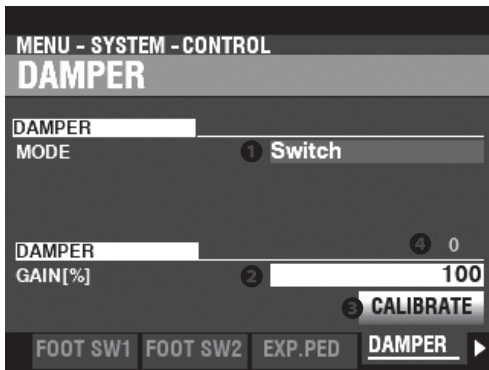 MENU - SYSTEM - CONTROL
DAMPER
DAMPER
MODE 1 Switch
DAMPER 4 0
GAIN[%] 2 100
3 CALIBRATE
FOOT SW1 FOOT SW2 EXP.PED DAMPER